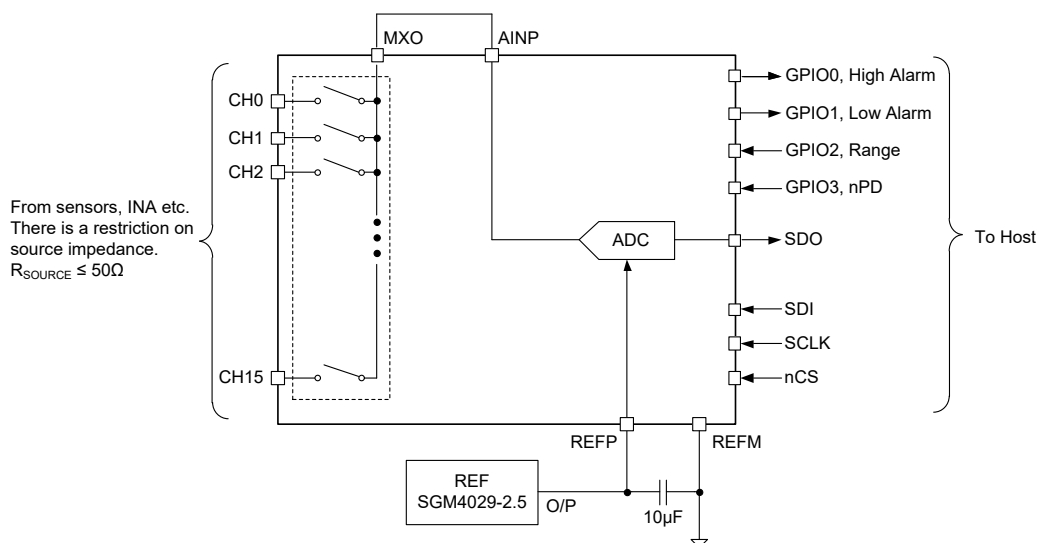 MXO
AINP
CH0
CH1
CH2
CH15
From sensors, INA etc.
There is a restriction on
source impedance.
RSOURCE ≤ 50Ω
ADC
GPIO0, High Alarm
GPIO1, Low Alarm
GPIO2, Range
GPIO3, nPD
SDO
SDI
SCLK
nCS
To Host
REFP
REFM
REF
SGM4029-2.5
O/P
10μF